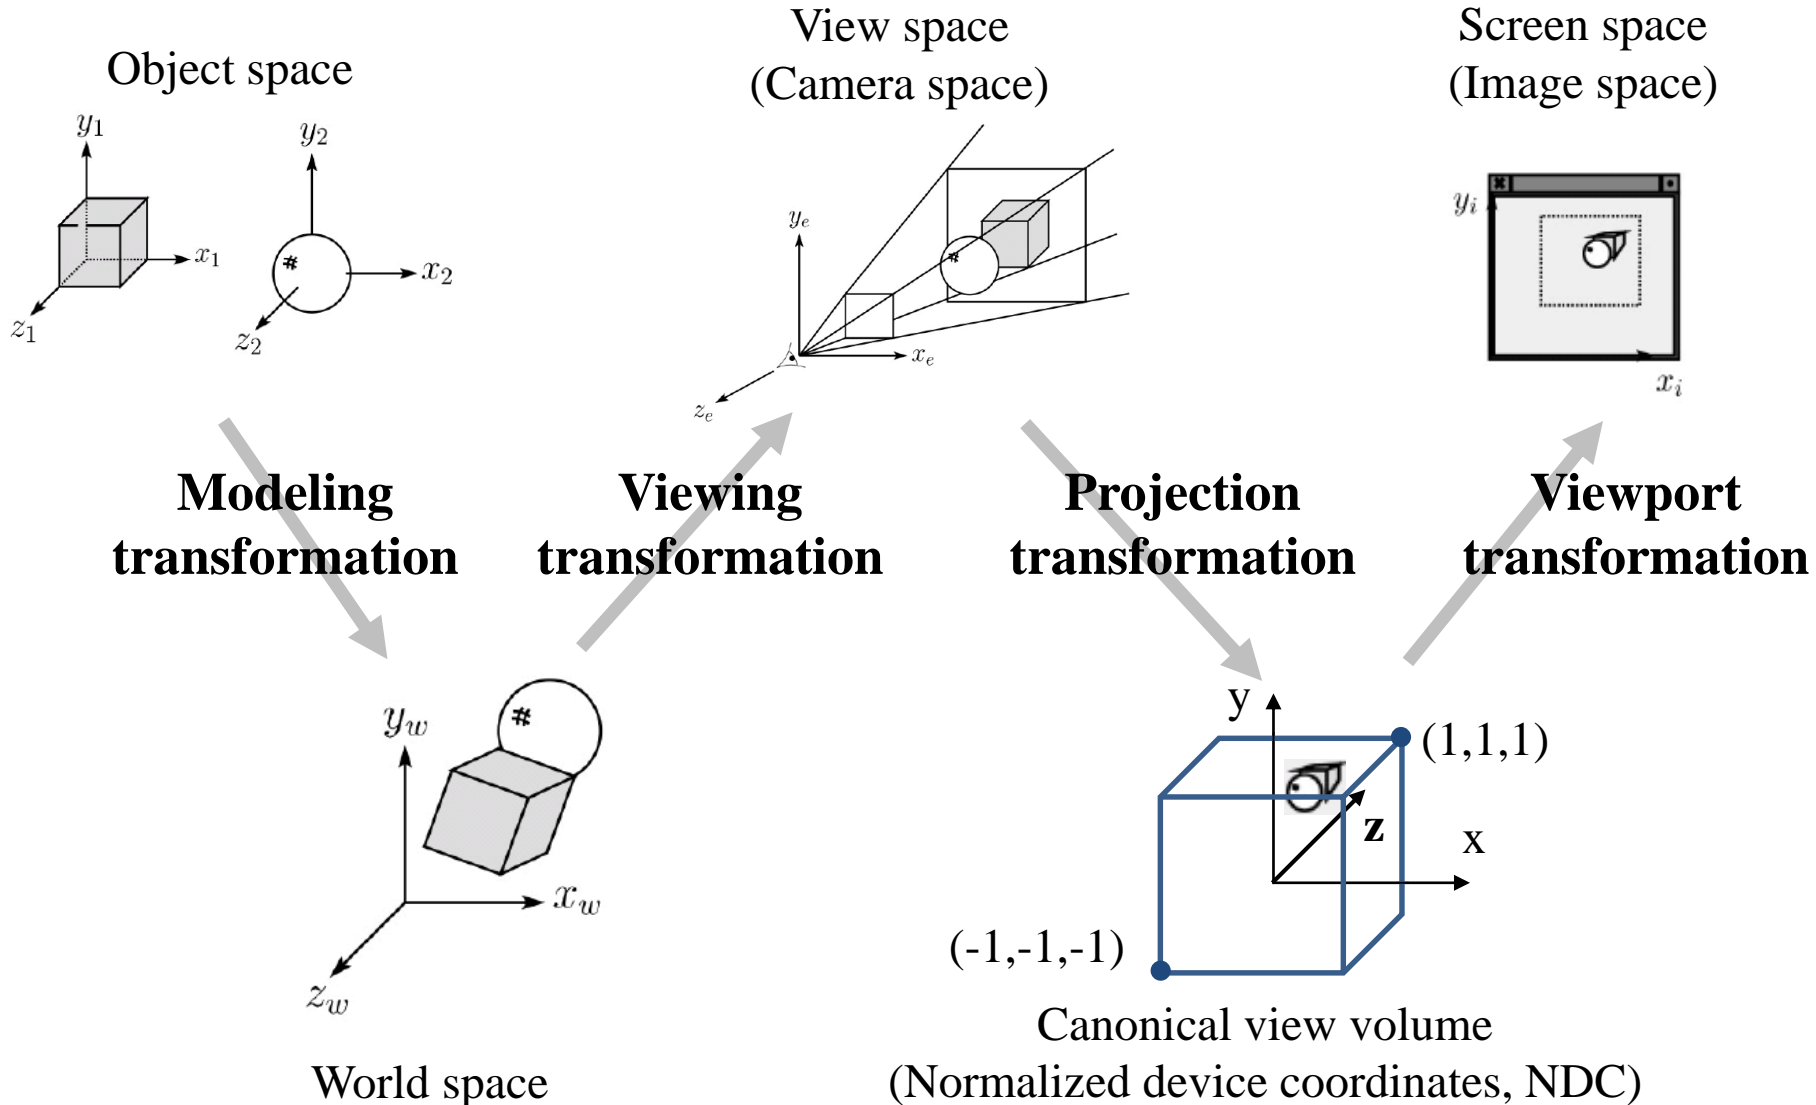 Object space
y1
x1
z1
y2
#
x2
z2
View space
(Camera space)
ye
#
xe
ze
Screen space
(Image space)
yi
xi
Modeling
transformation
Viewing
transformation
Projection
transformation
Viewport
transformation
yw
#
xw
zw
World space
y
(1,1,1)
z
x
(-1,-1,-1)
Canonical view volume
(Normalized device coordinates, NDC)